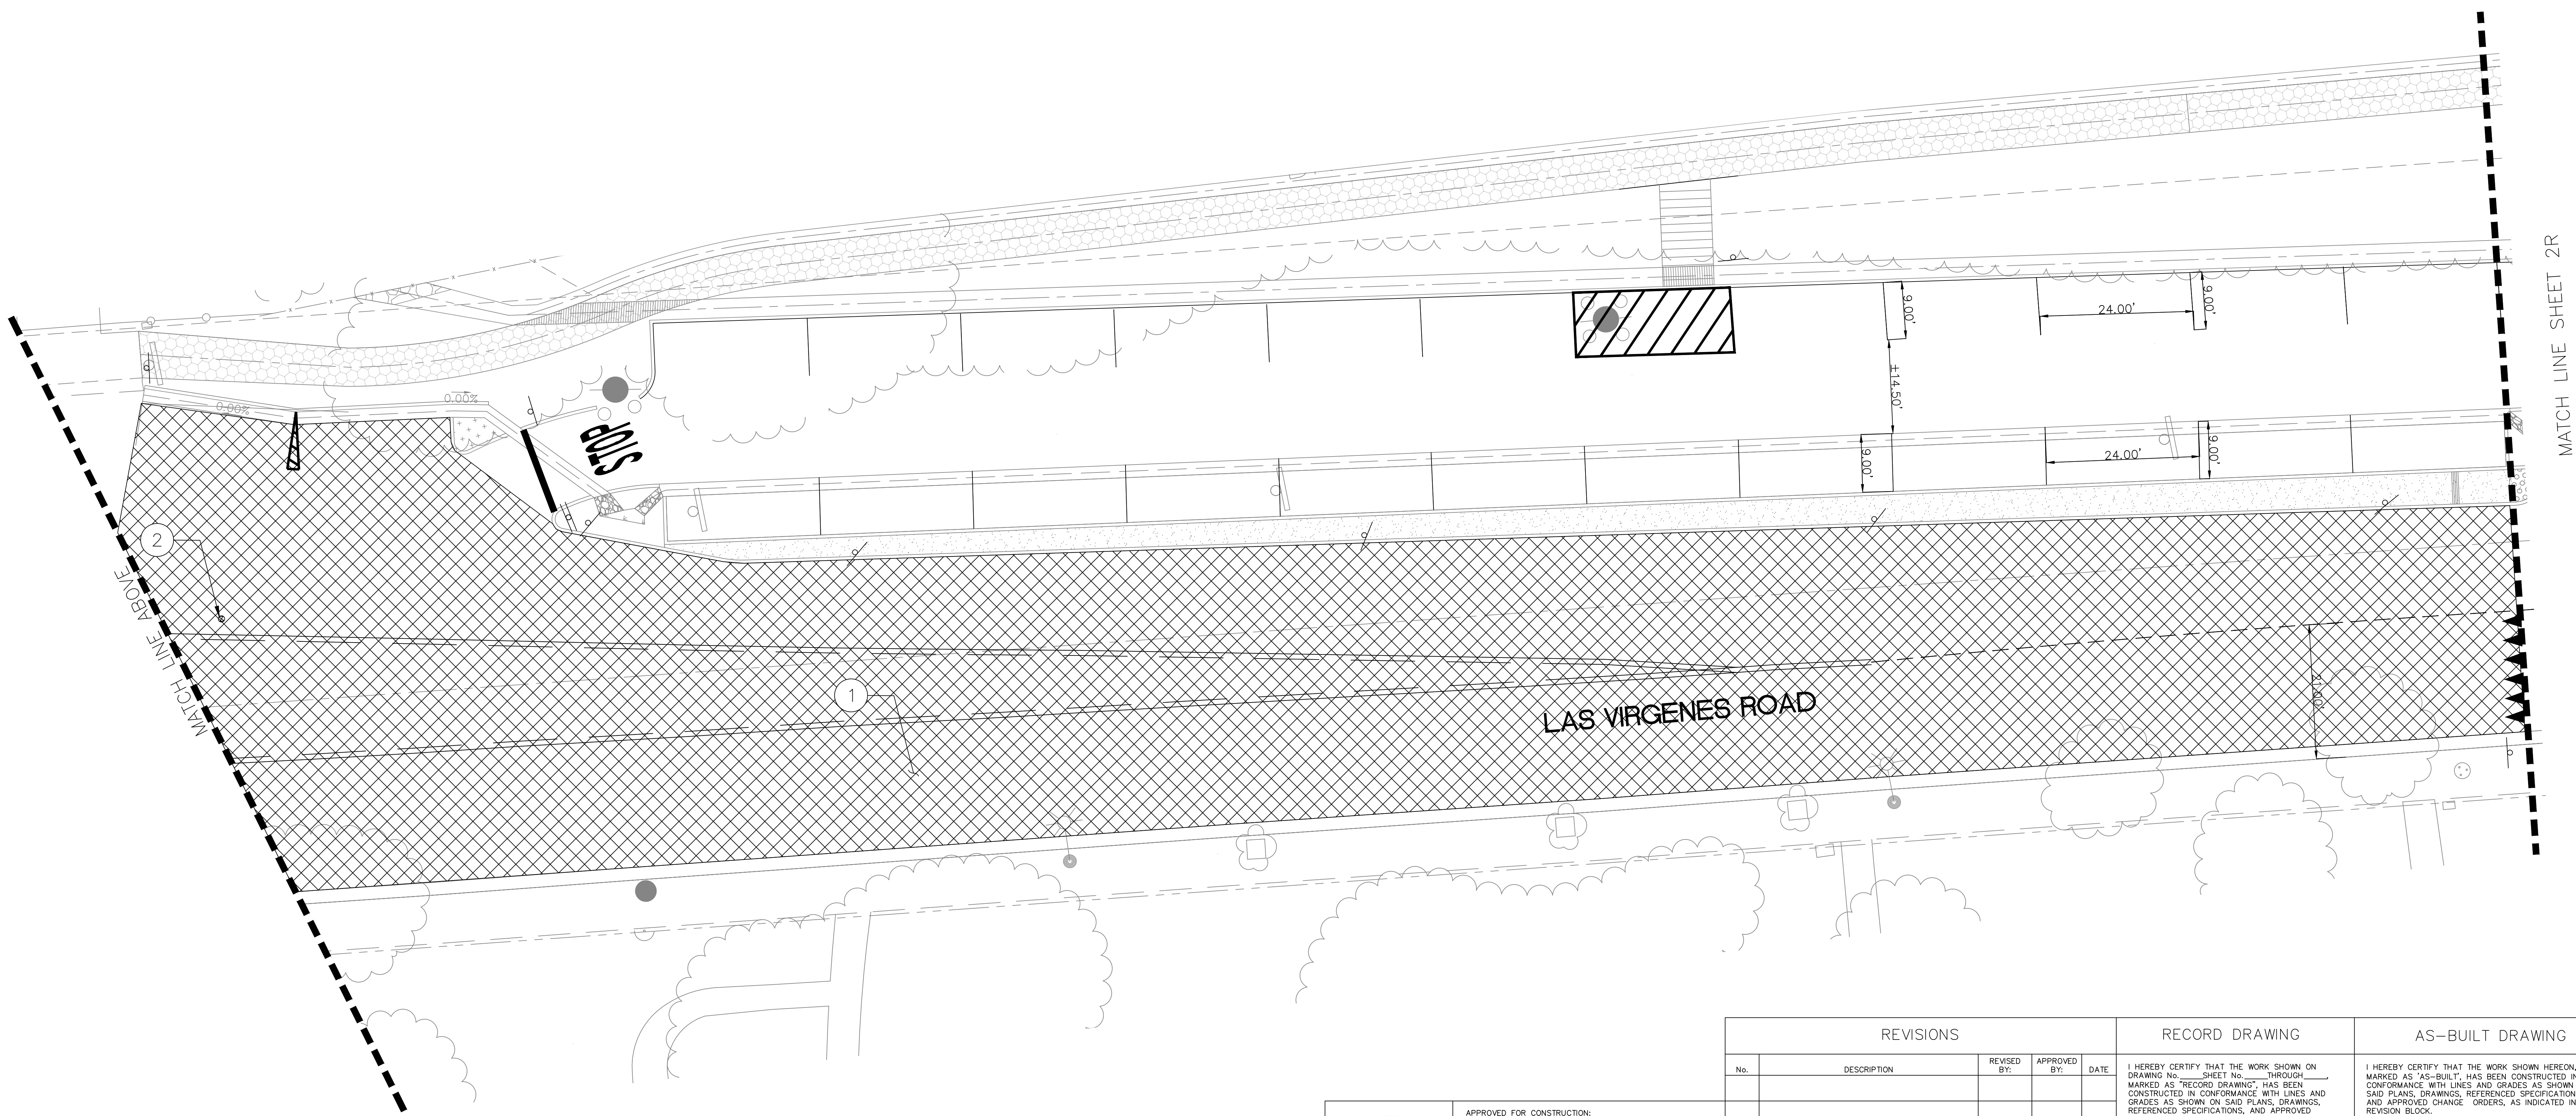 MATCH LINE SHEET 2R
9.00'
24.00'
9.00'
±14.50'
0.00%
0.00%
STOP
9.00'
24.00'
9.00'
2
MATCH LINE ABOVE
1
LAS VIRGENES ROAD
21.00'
REVISIONS
No.
DESCRIPTION
REVISED BY:
APPROVED BY:
DATE
RECORD DRAWING
I HEREBY CERTIFY THAT THE WORK SHOWN ON
DRAWING No.____SHEET No.____THROUGH____,
MARKED AS "RECORD DRAWING", HAS BEEN
CONSTRUCTED IN CONFORMANCE WITH LINES AND
GRADES AS SHOWN ON SAID PLANS, DRAWINGS,
REFERENCED SPECIFICATIONS, AND APPROVED
AS-BUILT DRAWING
I HEREBY CERTIFY THAT THE WORK SHOWN HEREON,
MARKED AS 'AS-BUILT', HAS BEEN CONSTRUCTED IN
CONFORMANCE WITH LINES AND GRADES AS SHOWN
SAID PLANS, DRAWINGS, REFERENCED SPECIFICATI
AND APPROVED CHANGE ORDERS, AS INDICATED IN
REVISION BLOCK.
APPROVED FOR CONSTRUCTION: